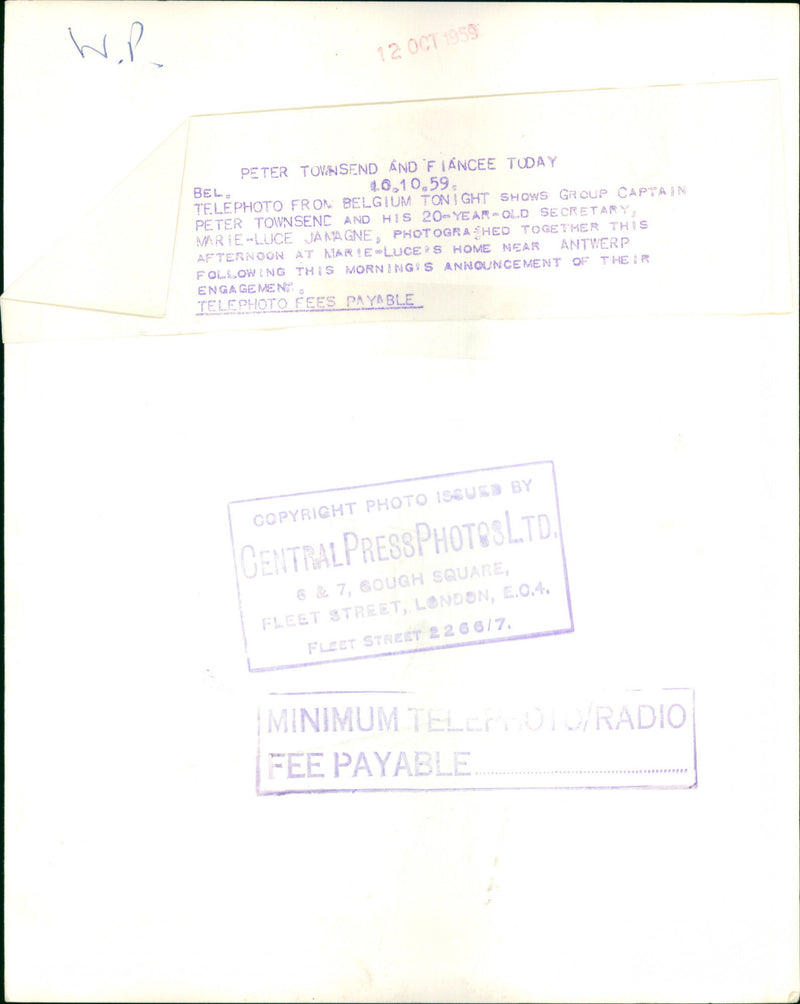 W.P.
12 OCT 1959
PETER TOWNSEND AND FIANCEE TODAY
BEL. 10.10.59.
TELEPHOTO FROM BELGIUM TONIGHT SHOWS GROUP CAPTAIN
PETER TOWNSEND AND HIS 20-YEAR-OLD SECRETARY,
MARIE-LUCE JAMAGNE, PHOTOGRAPHED TOGETHER THIS
AFTERNOON AT MARIE-LUCE'S HOME NEAR ANTWERP
FOLLOWING THIS MORNING'S ANNOUNCEMENT OF THEIR
ENGAGEMENT.
TELEPHOTO FEES PAYABLE
COPYRIGHT PHOTO ISSUED BY
CENTRAL PRESS PHOTOS LTD.
6 & 7, GOUGH SQUARE,
FLEET STREET, LONDON, E.C.4.
FLEET STREET 2266/7.
MINIMUM TELEPHOTO/RADIO
FEE PAYABLE